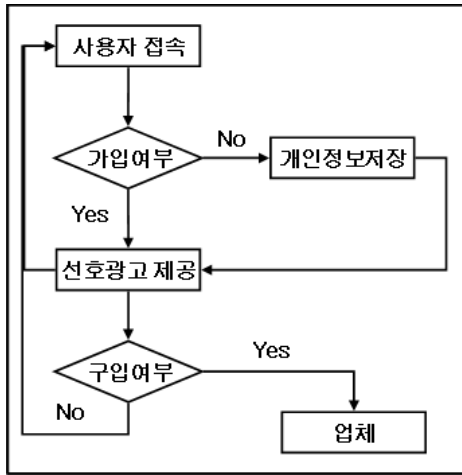 사용자 접속
가입여부
No
개인정보저장
Yes
선호광고 제공
구입여부
Yes
No
업체